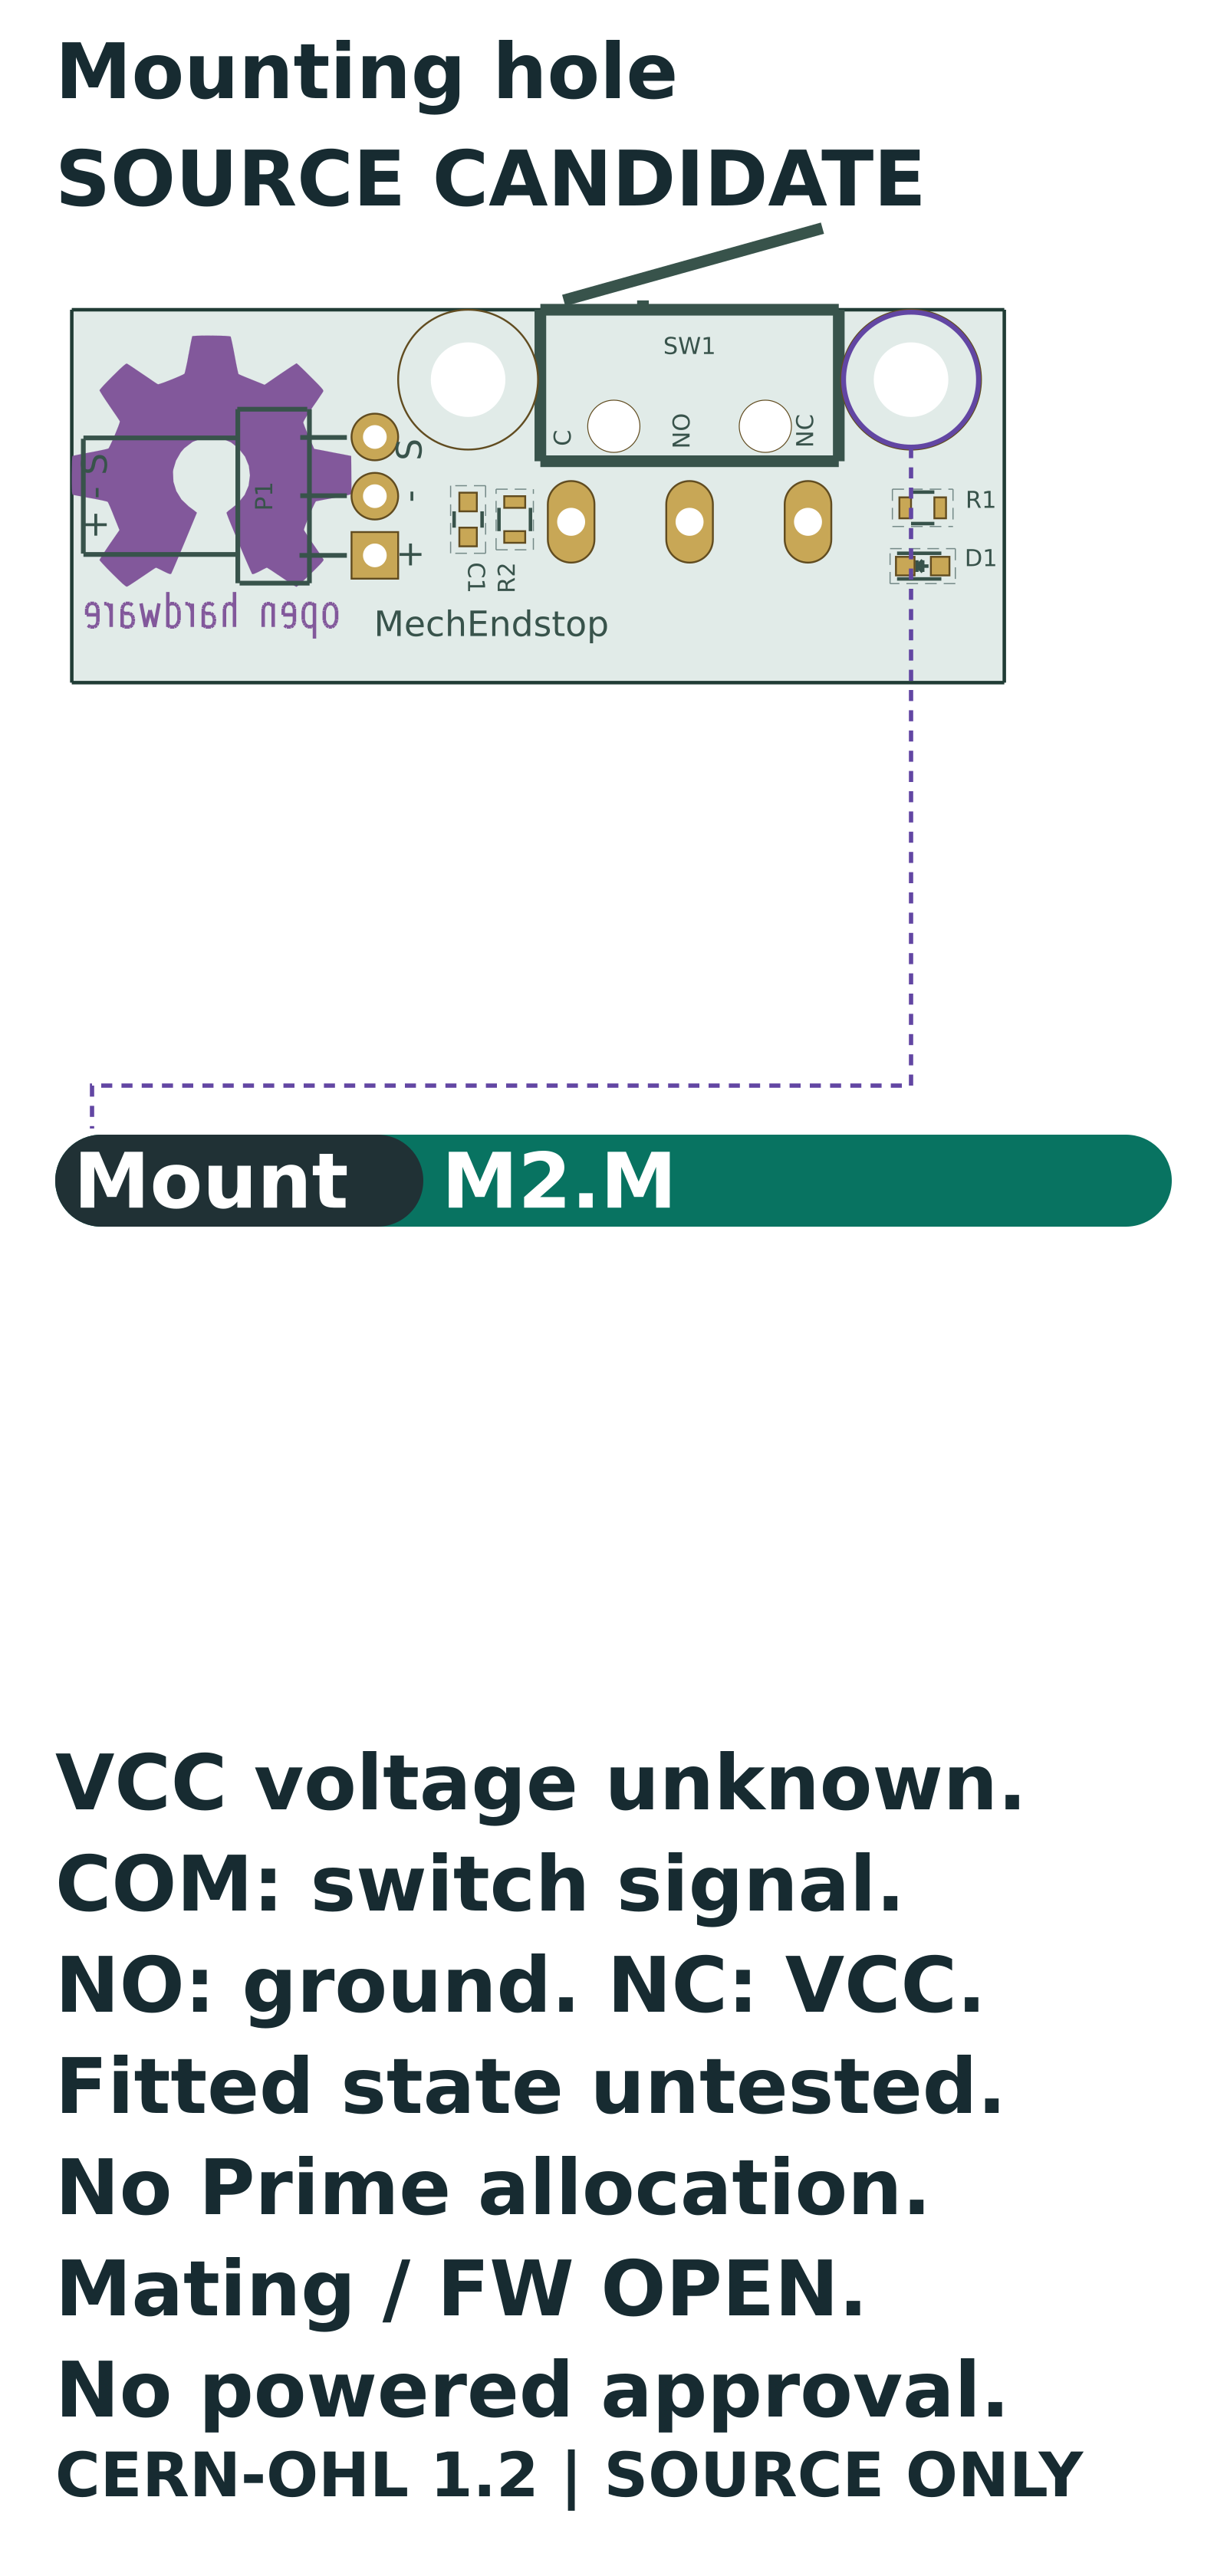 Mounting hole
SOURCE CANDIDATE
SW1
C
NO
NC
S
-
+
P1
S
-
+
R1
D1
C1
R2
open hardware
MechEndstop
Mount M2.M
VCC voltage unknown.
COM: switch signal.
NO: ground. NC: VCC.
Fitted state untested.
No Prime allocation.
Mating / FW OPEN.
No powered approval.
CERN-OHL 1.2 | SOURCE ONLY